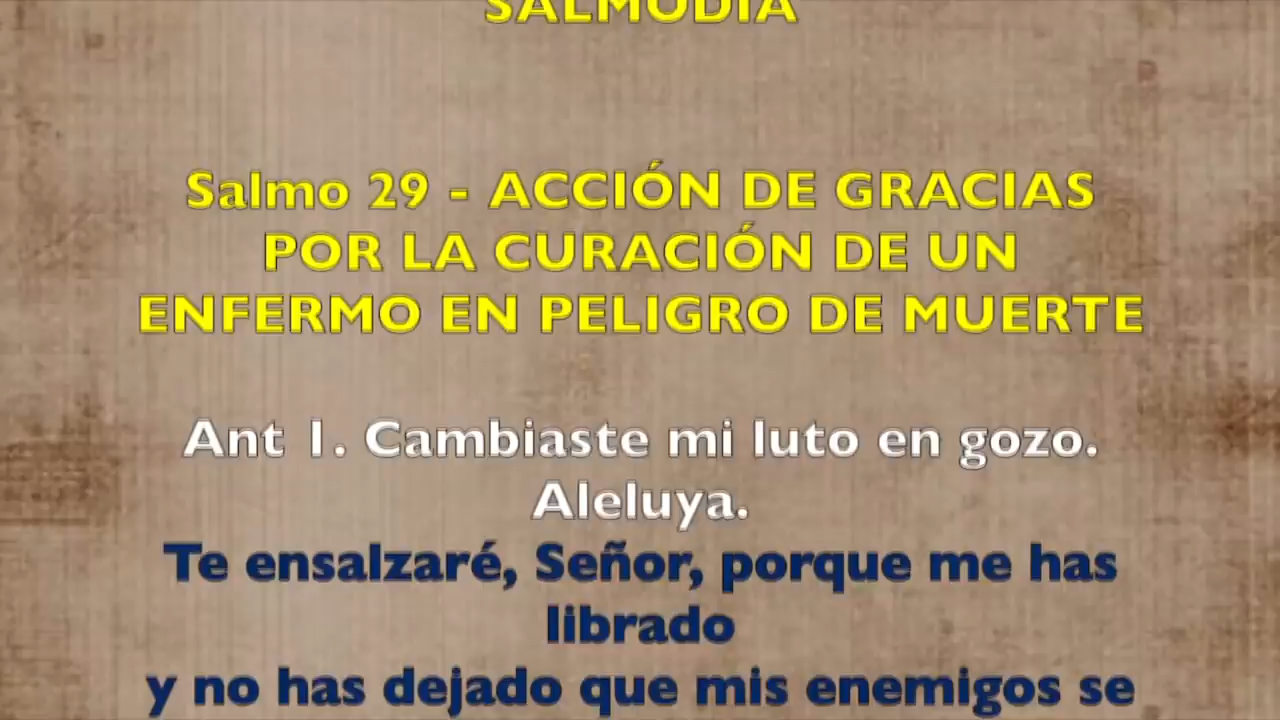 SALMODIA
Salmo 29 - ACCIÓN DE GRACIAS
POR LA CURACIÓN DE UN
ENFERMO EN PELIGRO DE MUERTE
Ant 1. Cambiaste mi luto en gozo.
Aleluya.
Te ensalzaré, Señor, porque me has
librado
y no has dejado que mis enemigos se